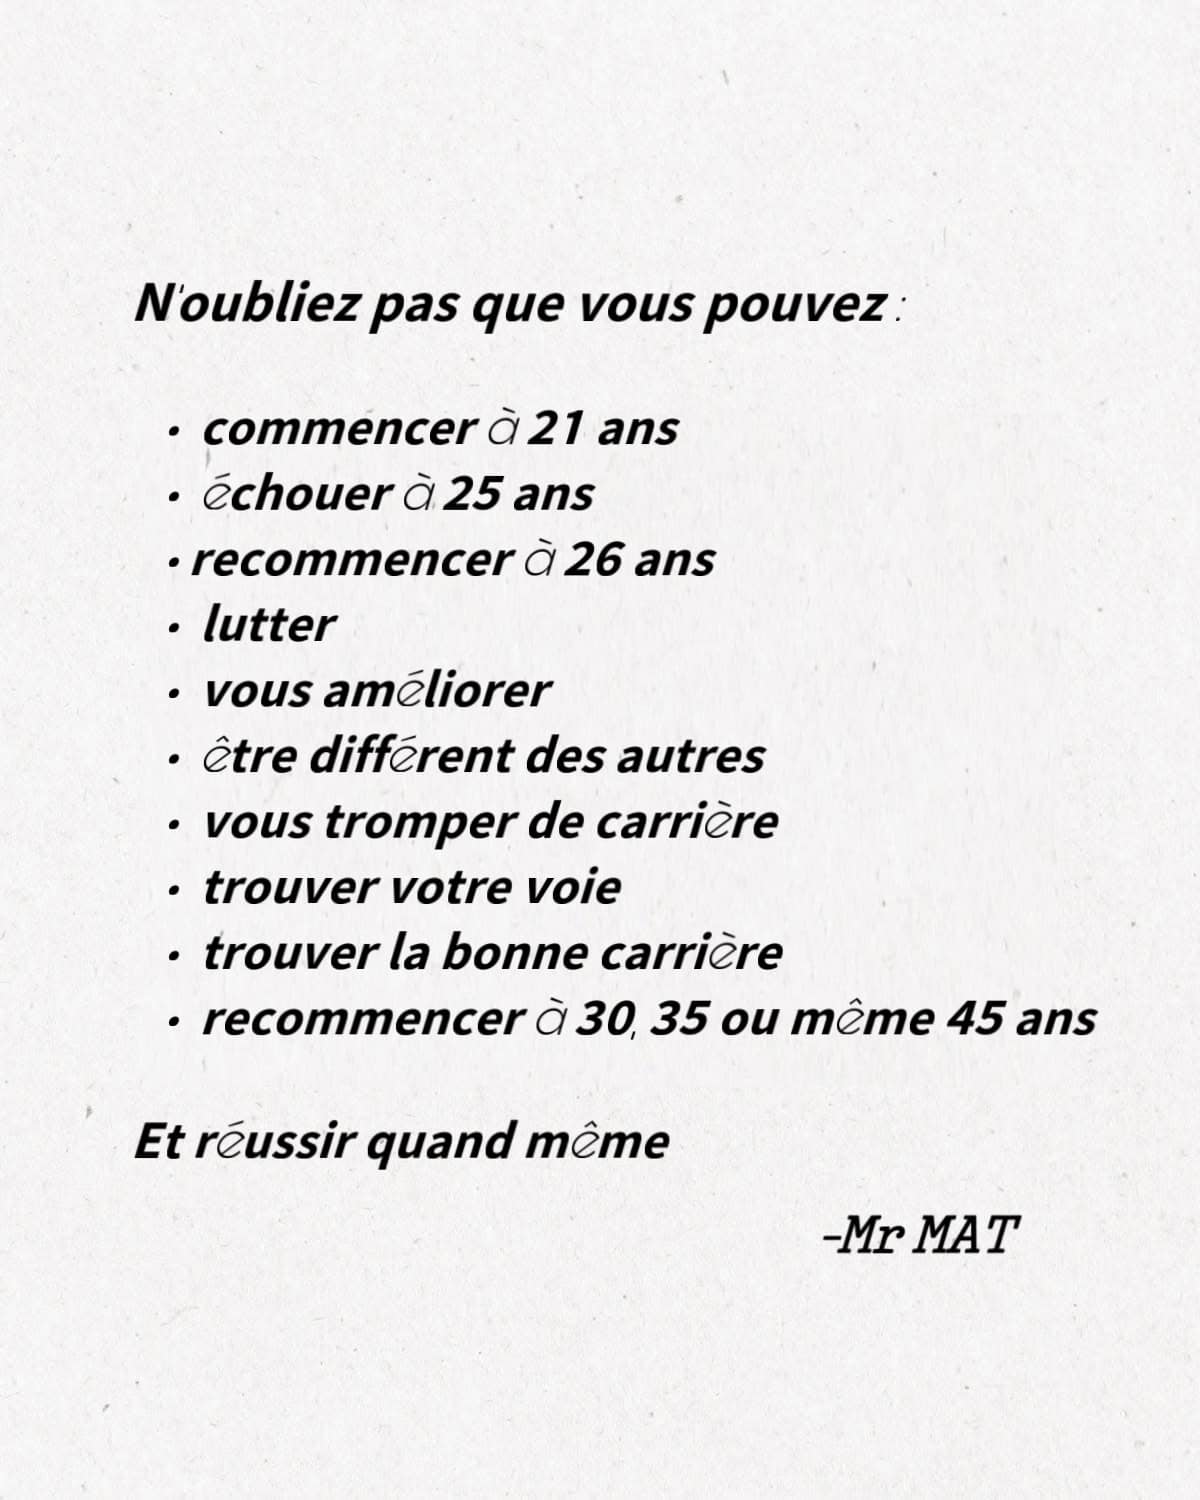 N'oubliez pas que vous pouvez :
• commencer à 21 ans
• échouer à 25 ans
• recommencer à 26 ans
• lutter
• vous améliorer
• être différent des autres
• vous tromper de carrière
• trouver votre voie
• trouver la bonne carrière
• recommencer à 30, 35 ou même 45 ans
Et réussir quand même
-Mr MAT